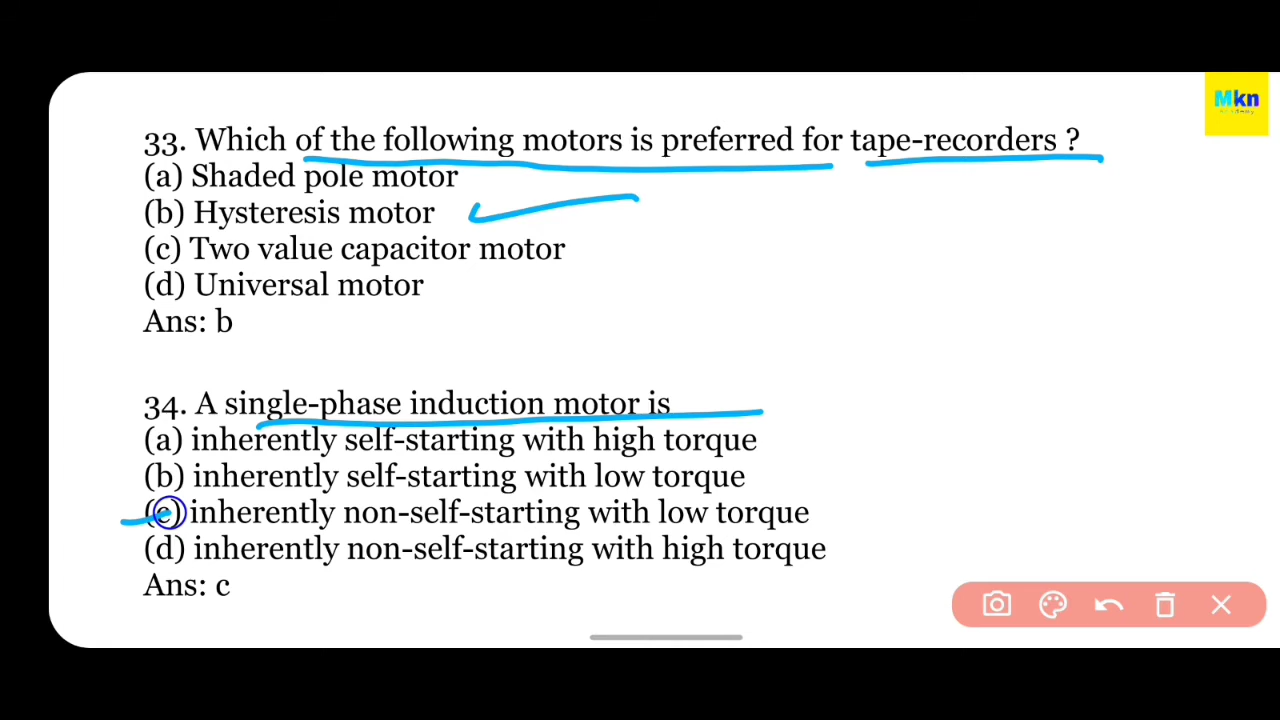 Mkn
33. Which of the following motors is preferred for tape-recorders ?
(a) Shaded pole motor
(b) Hysteresis motor
(c) Two value capacitor motor
(d) Universal motor
Ans: b
34. A single-phase induction motor is
(a) inherently self-starting with high torque
(b) inherently self-starting with low torque
(c) inherently non-self-starting with low torque
(d) inherently non-self-starting with high torque
Ans: c